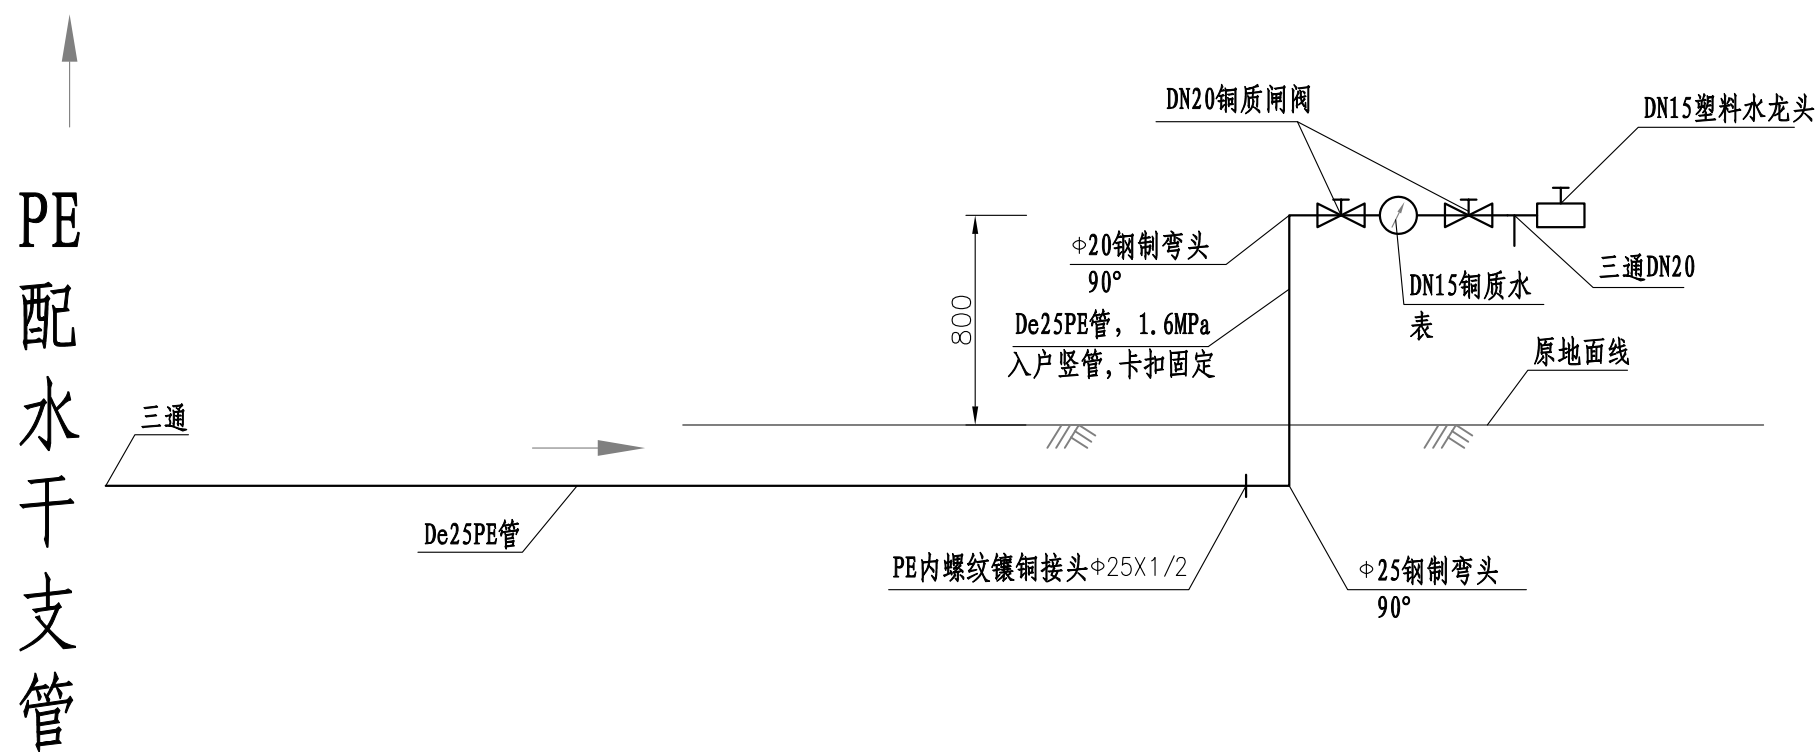 PE配水干支管
三通
De25PE管
DN20铜质闸阀
DN15塑料水龙头
Φ20钢制弯头
90°
De25PE管，1.6MPa
入户竖管,卡扣固定
800
DN15铜质水
表
三通DN20
原地面线
PE内螺纹镶铜接头Φ25X1/2
Φ25钢制弯头
90°